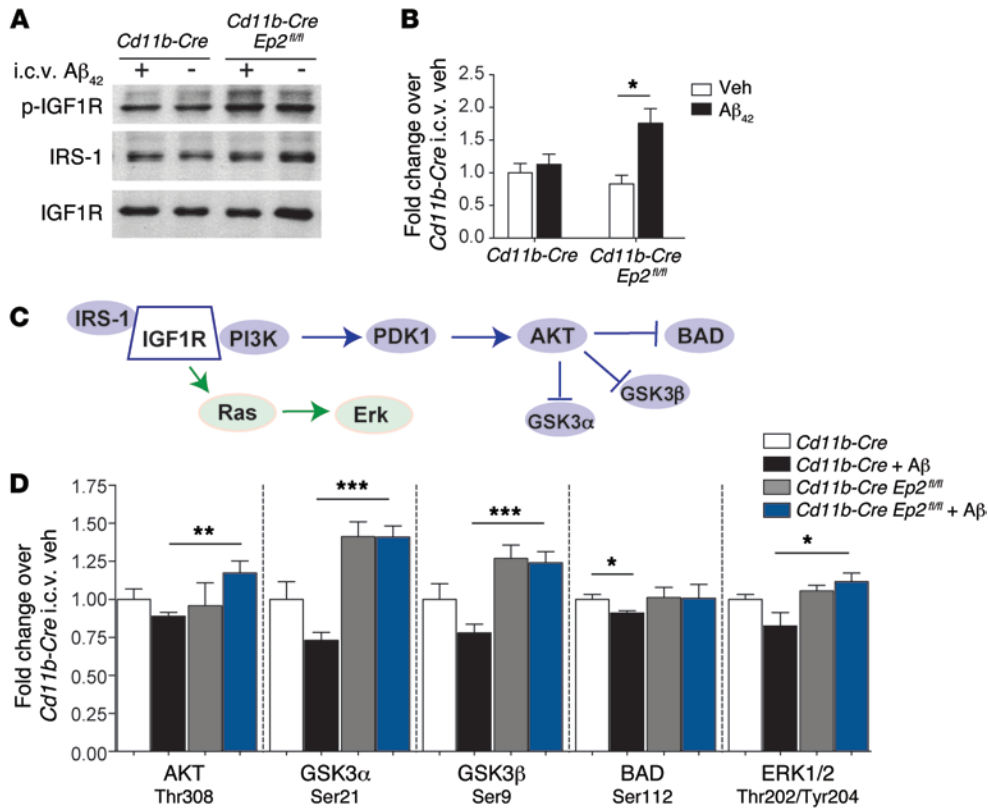 A
Cd11b-Cre
Cd11b-Cre
Ep2fl/fl
i.c.v. Aβ42 + - + -
p-IGF1R
IRS-1
IGF1R
B
Fold change over
Cd11b-Cre i.c.v. veh
2.5
2.0
1.5
1.0
0.5
0.0
*
Veh
Aβ42
Cd11b-Cre
Cd11b-Cre
Ep2fl/fl
C
IRS-1
IGF1R
PI3K
PDK1
AKT
BAD
GSK3β
GSK3α
Ras
Erk
D
Fold change over
Cd11b-Cre i.c.v. veh
1.75
1.50
1.25
1.00
0.75
0.50
0.25
0.00
**
***
***
*
*
Cd11b-Cre
Cd11b-Cre + Aβ
Cd11b-Cre Ep2fl/fl
Cd11b-Cre Ep2fl/fl + Aβ
AKT
Thr308
GSK3α
Ser21
GSK3β
Ser9
BAD
Ser112
ERK1/2
Thr202/Tyr204